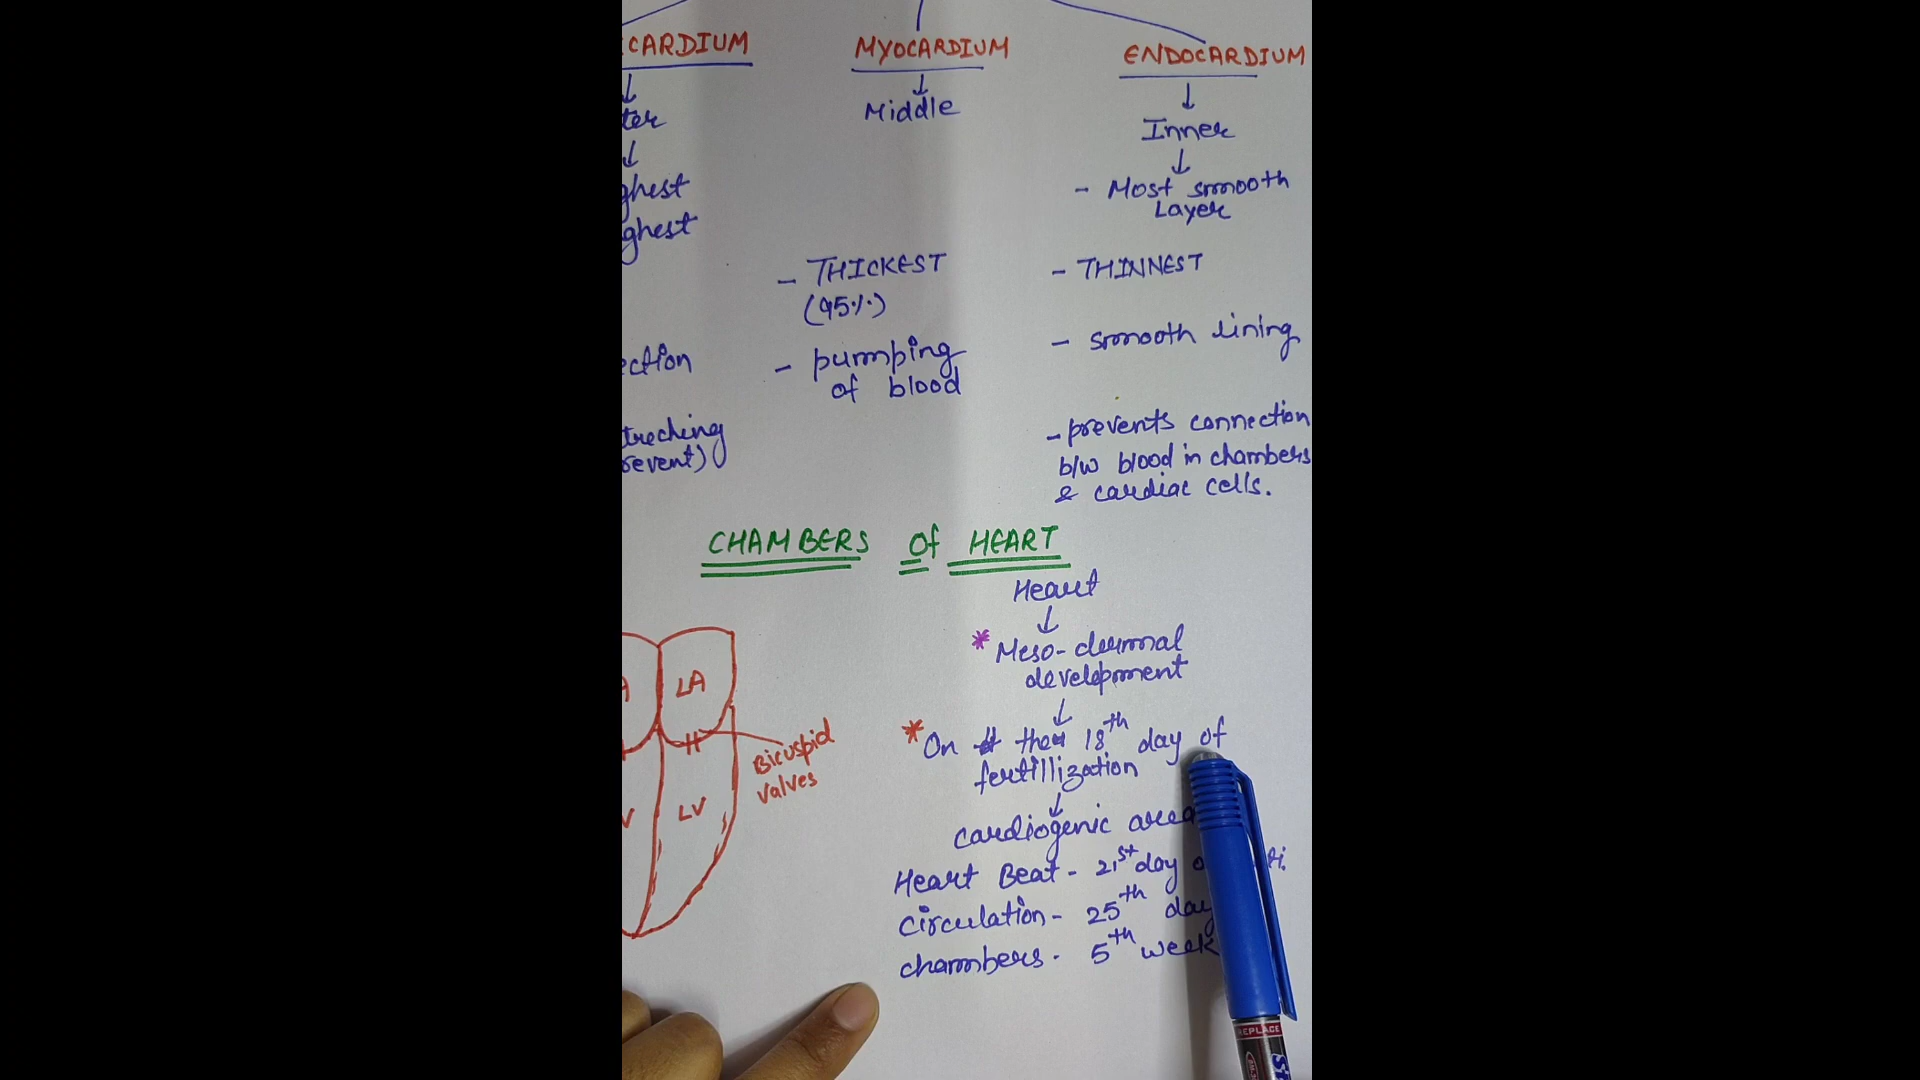 CARDIUM
MYOCARDIUM
ENDOCARDIUM
ter
Middle
Inner
ghest
ghest
- Most smooth
Layer
- THICKEST
(95%)
- THINNEST
ection
- pumping
of blood
- smooth lining
treching
revent)
- prevents connection
b/w blood in chambers
& cardiac cells.
CHAMBERS of HEART
Heart
* Meso-dermal
development
* On the 18th day of
fertillization
cardiogenic area
Heart Beat - 21st day
circulation - 25th day
chambers - 5th week
A
LA
Bicuspid
valves
V
LV
REPLACE